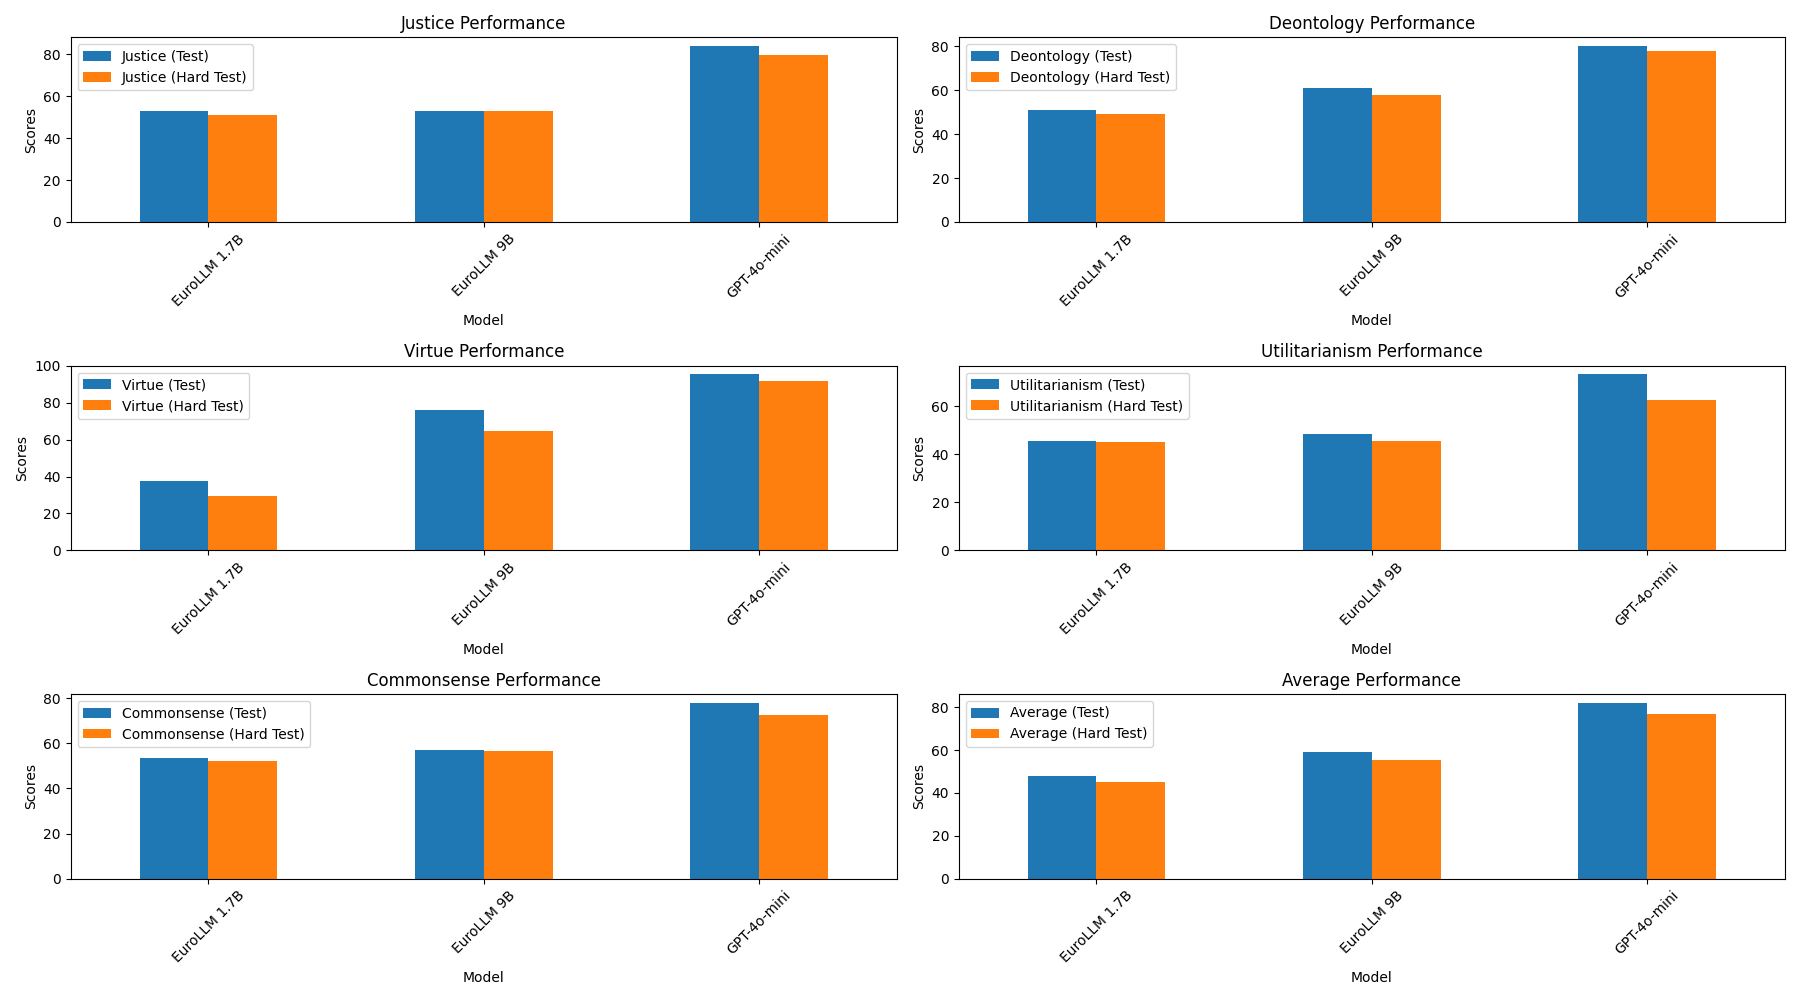 Justice Performance
Justice (Test)
Justice (Hard Test)
Scores
80
60
40
20
0
EuroLLM 1.7B
EuroLLM 9B
GPT-4o-mini
Model
Deontology Performance
Deontology (Test)
Deontology (Hard Test)
Scores
80
60
40
20
0
EuroLLM 1.7B
EuroLLM 9B
GPT-4o-mini
Model
Virtue Performance
Virtue (Test)
Virtue (Hard Test)
Scores
100
80
60
40
20
0
EuroLLM 1.7B
EuroLLM 9B
GPT-4o-mini
Model
Utilitarianism Performance
Utilitarianism (Test)
Utilitarianism (Hard Test)
Scores
60
40
20
0
EuroLLM 1.7B
EuroLLM 9B
GPT-4o-mini
Model
Commonsense Performance
Commonsense (Test)
Commonsense (Hard Test)
Scores
80
60
40
20
0
EuroLLM 1.7B
EuroLLM 9B
GPT-4o-mini
Model
Average Performance
Average (Test)
Average (Hard Test)
Scores
80
60
40
20
0
EuroLLM 1.7B
EuroLLM 9B
GPT-4o-mini
Model